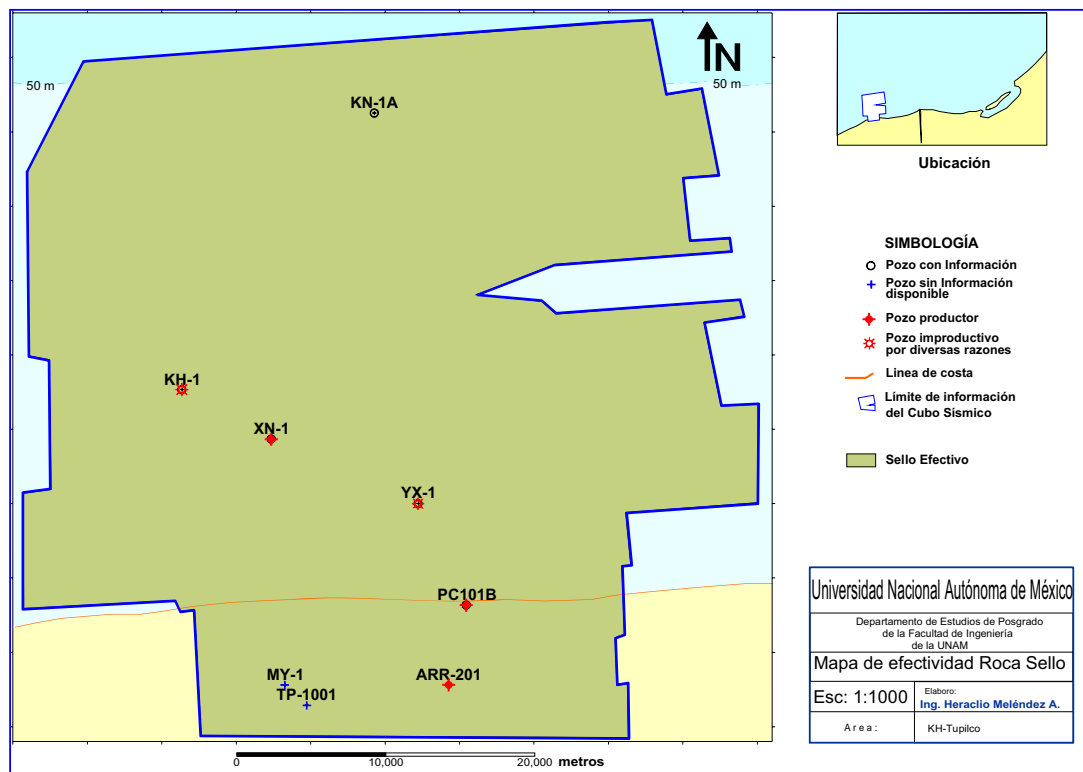 N
50 m
50 m
KN-1A
KH-1
XN-1
YX-1
PC101B
MY-1
TP-1001
ARR-201
0
10,000
20,000
metros
Ubicación
SIMBOLOGÍA
Pozo con Información
Pozo sin Información
disponible
Pozo productor
Pozo improductivo
por diversas razones
Linea de costa
Límite de información
del Cubo Sísmico
Sello Efectivo
Universidad Nacional Autónoma de México
Departamento de Estudios de Posgrado
de la Facultad de Ingeniería
de la UNAM
Mapa de efectividad Roca Sello
Esc: 1:1000
Elaboro:
Ing. Heraclio Meléndez A.
Area:
KH-Tupilco